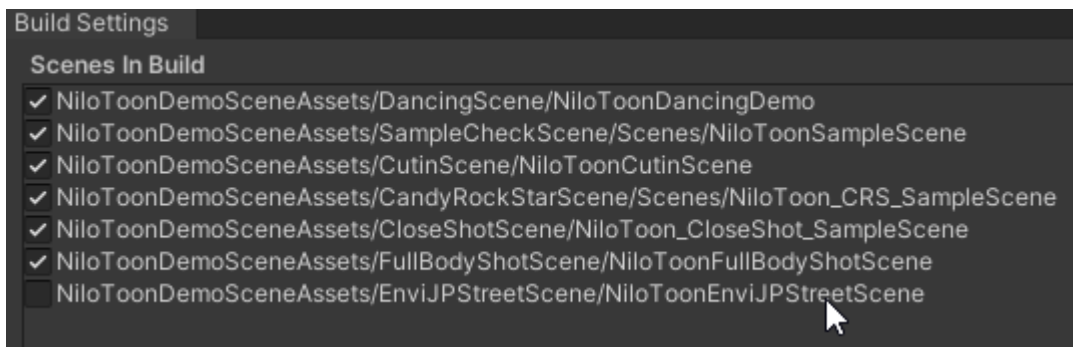 Build Settings
Scenes In Build
NiloToonDemoSceneAssets/DancingScene/NiloToonDancingDemo
NiloToonDemoSceneAssets/SampleCheckScene/Scenes/NiloToonSampleScene
NiloToonDemoSceneAssets/CutinScene/NiloToonCutinScene
NiloToonDemoSceneAssets/CandyRockStarScene/Scenes/NiloToon_CRS_SampleScene
NiloToonDemoSceneAssets/CloseShotScene/NiloToon_CloseShot_SampleScene
NiloToonDemoSceneAssets/FullBodyShotScene/NiloToonFullBodyShotScene
NiloToonDemoSceneAssets/EnviJPStreetScene/NiloToonEnviJPStreetScene